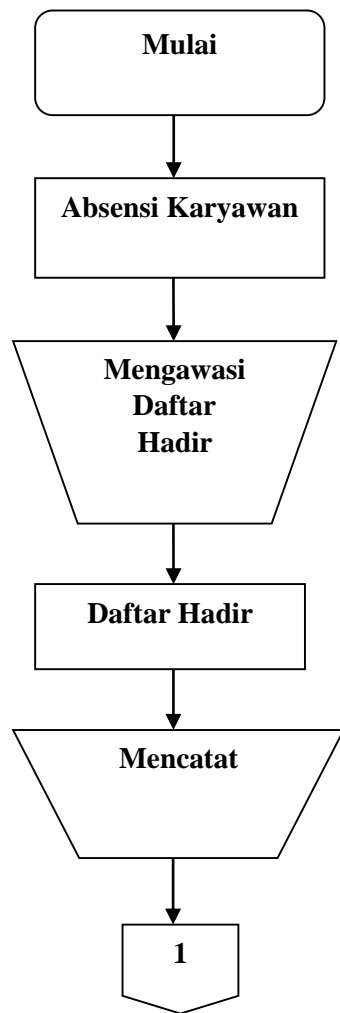 Mulai
Absensi Karyawan
Mengawasi
Daftar
Hadir
Daftar Hadir
Mencatat
1